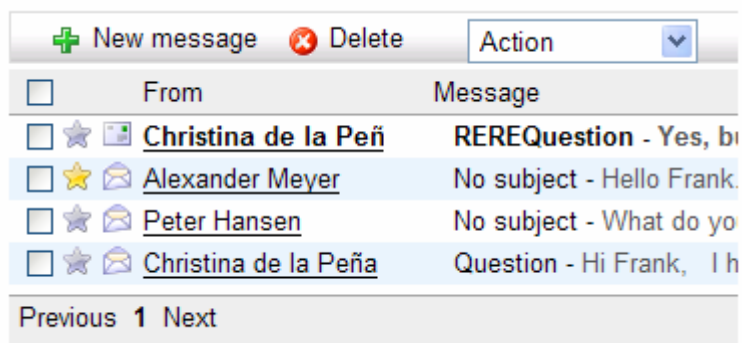 New message Delete Action
From Message
Christina de la Peñ REREQuestion - Yes, bu
Alexander Meyer No subject - Hello Frank.
Peter Hansen No subject - What do yo
Christina de la Peña Question - Hi Frank, I h
Previous 1 Next